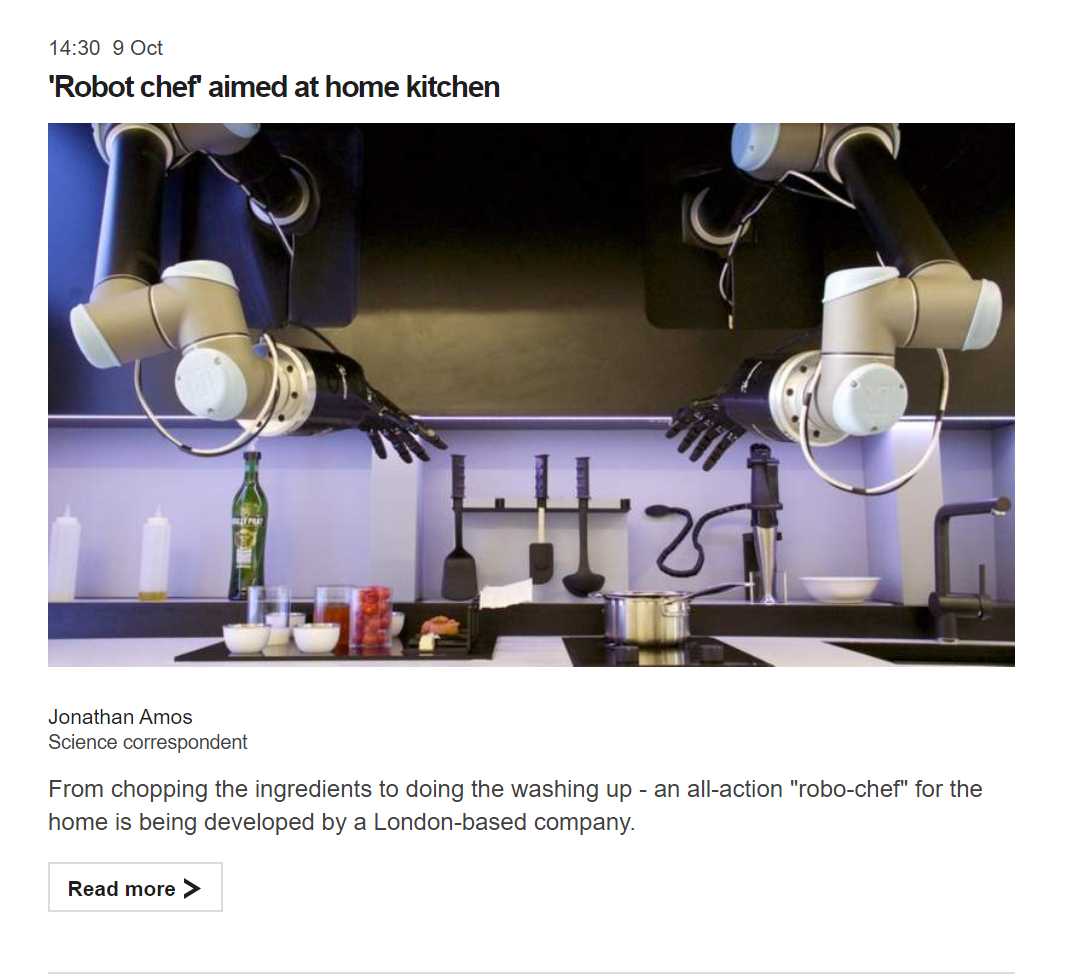 14:30 9 Oct
'Robot chef' aimed at home kitchen
NOILLY PRAT
Jonathan Amos
Science correspondent
From chopping the ingredients to doing the washing up - an all-action "robo-chef" for the
home is being developed by a London-based company.
Read more >